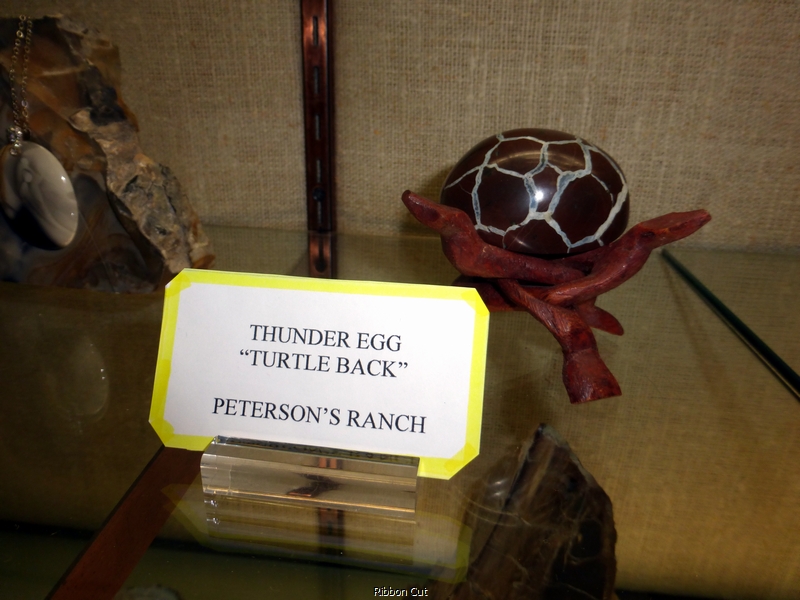 THUNDER EGG
“TURTLE BACK”
PETERSON’S RANCH
Ribbon Cut